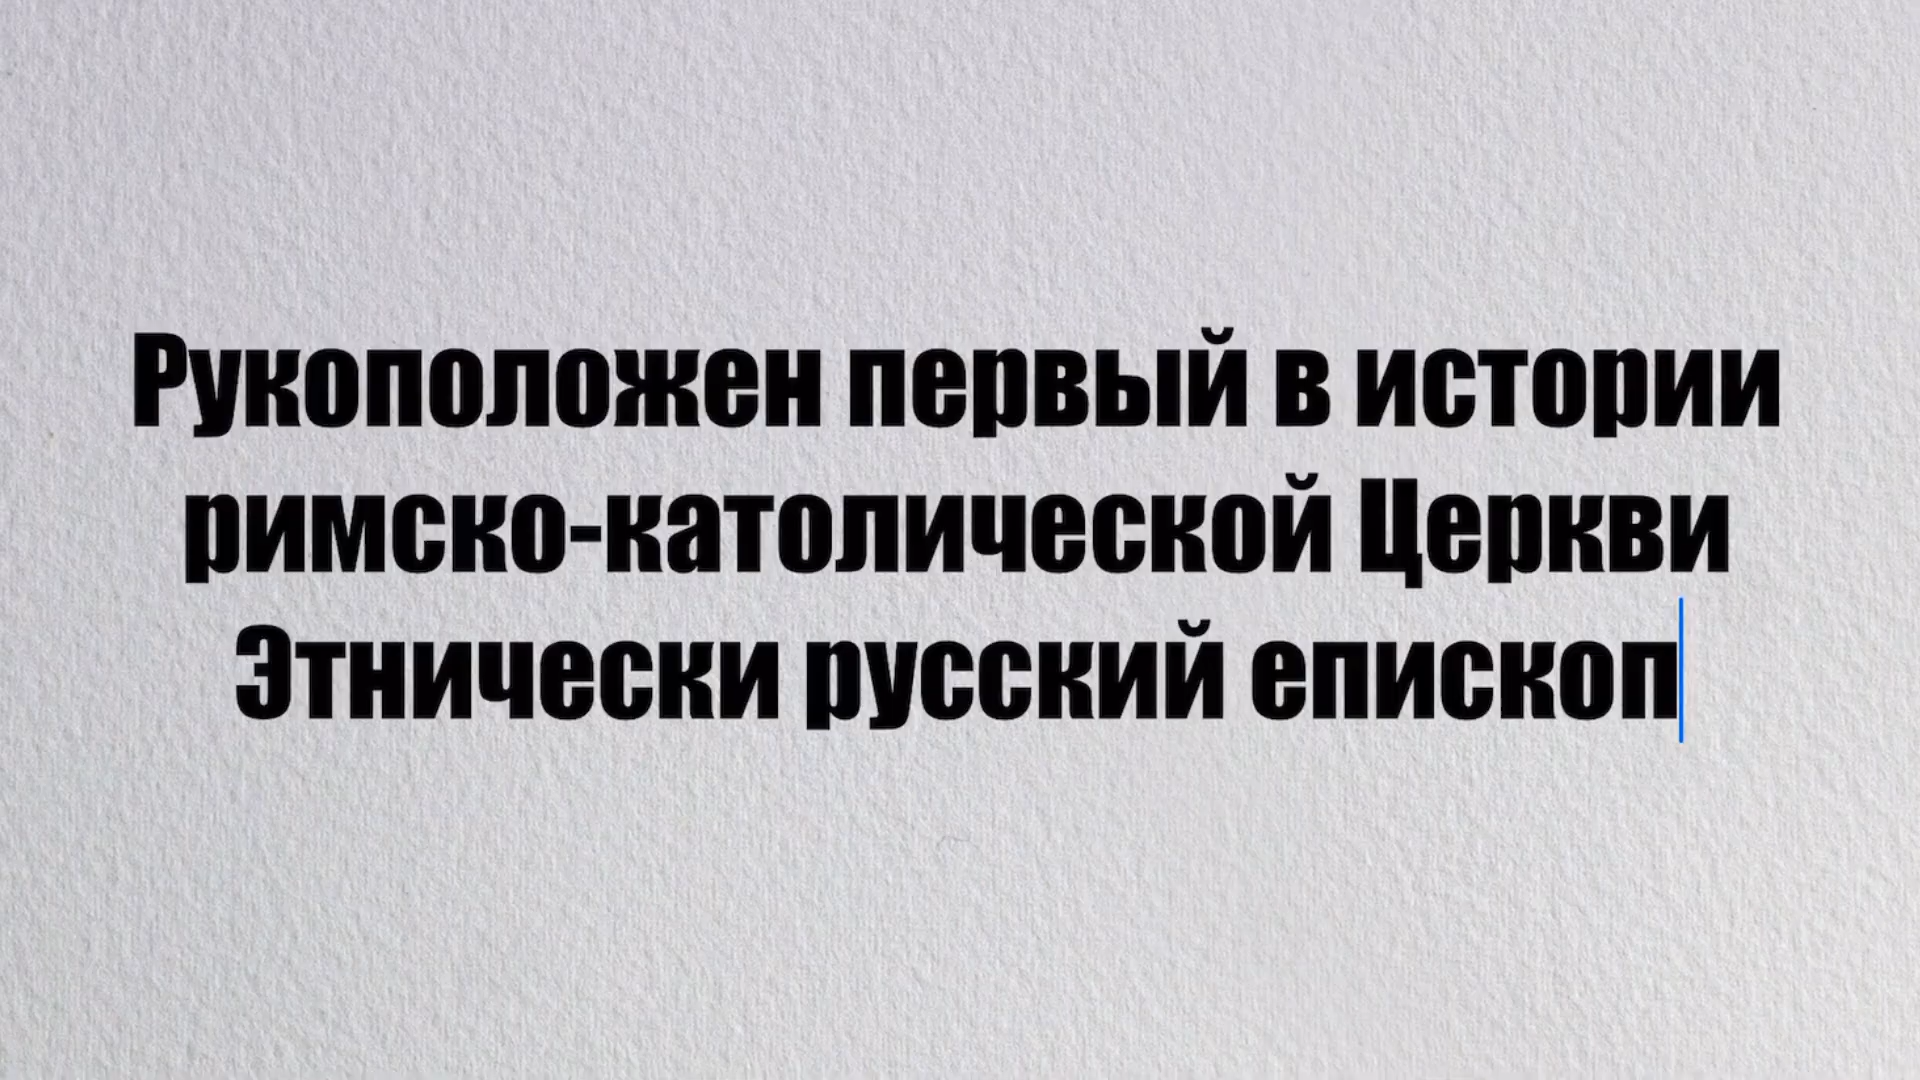 Рукоположен первый в истории
римско-католической Церкви
Этнически русский епископ